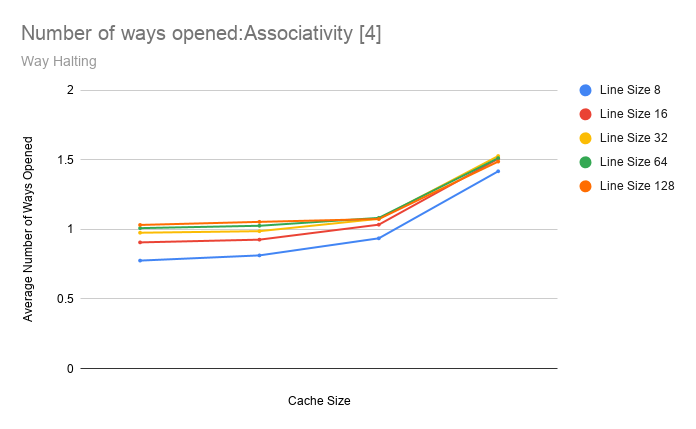 Number of ways opened:Associativity [4]
Way Halting
2
1.5
1
0.5
0
Average Number of Ways Opened
Cache Size
Line Size 8
Line Size 16
Line Size 32
Line Size 64
Line Size 128